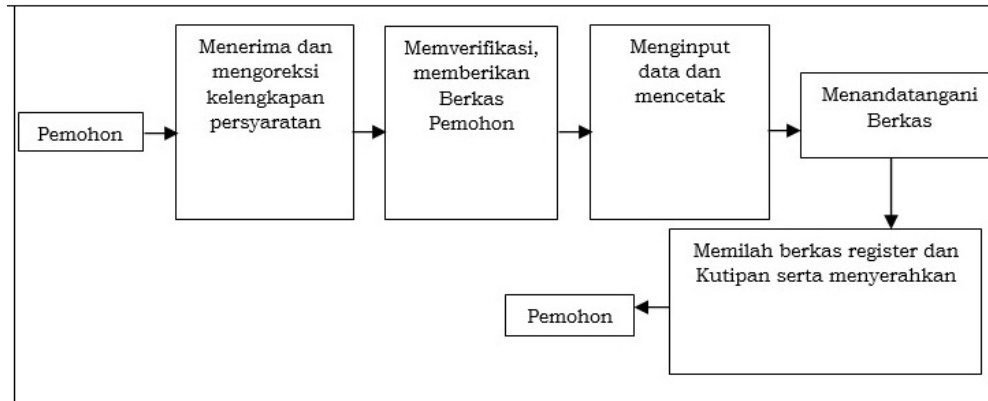 Pemohon
Menerima dan
mengoreksi
kelengkapan
persyaratan
Memverifikasi,
memberikan
Berkas
Pemohon
Menginput
data dan
mencetak
Menandatangani
Berkas
Memilah berkas register dan
Kutipan serta menyerahkan
Pemohon